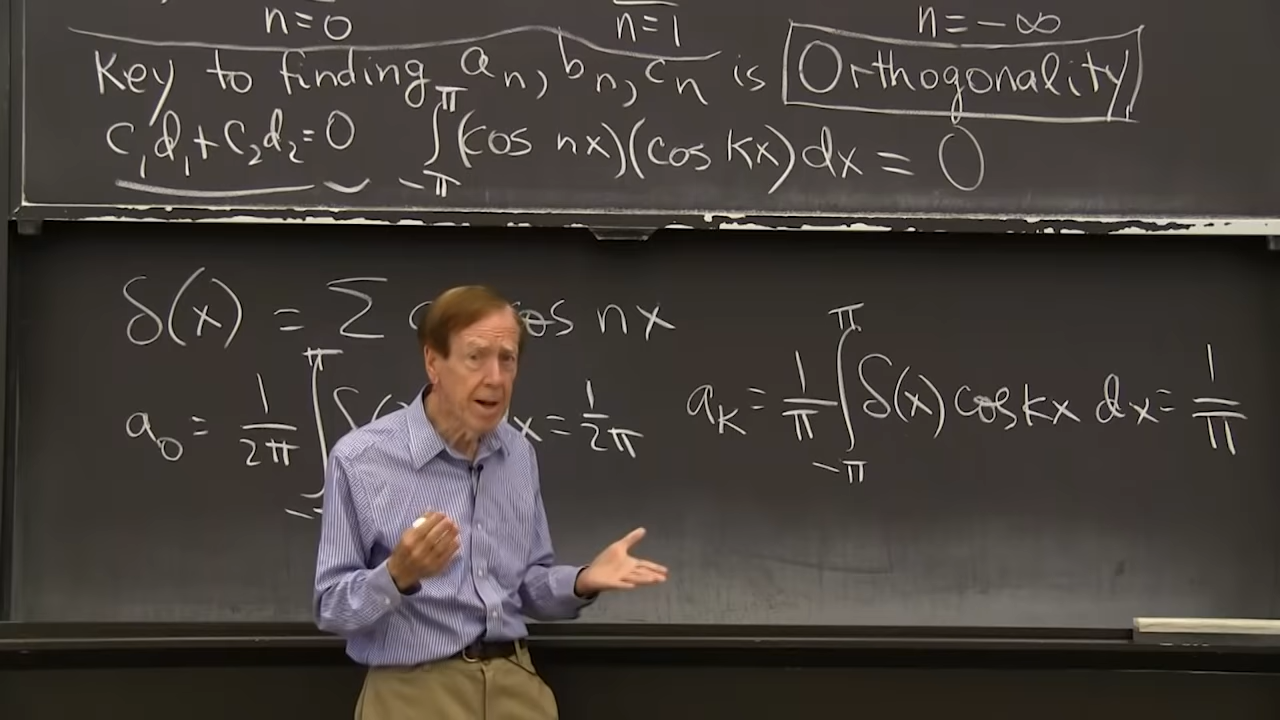 n=0 n=1 n=-∞
Key to finding a_n, b_n, c_n is Orthogonality
c_1d_1+c_2d_2=0 ∫_{-π}^{π}(cos nx)(cos kx)dx = 0
δ(x) = Σ cos nx
a_0 = 1/2π ∫^{π} δ( x = 1/2π
a_k = 1/π ∫_{-π}^{π} δ(x) cos kx dx = 1/π